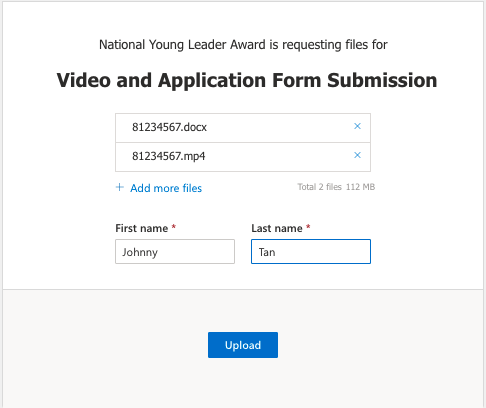 National Young Leader Award is requesting files for
Video and Application Form Submission
81234567.docx ×
81234567.mp4 ×
+ Add more files Total 2 files 112 MB
First name * Last name *
Johnny Tan
Upload